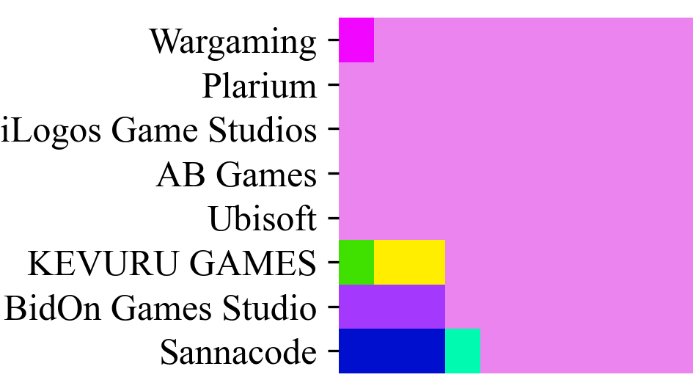 Wargaming
Plarium
iLogos Game Studios
AB Games
Ubisoft
KEVURU GAMES
BidOn Games Studio
Sannacode